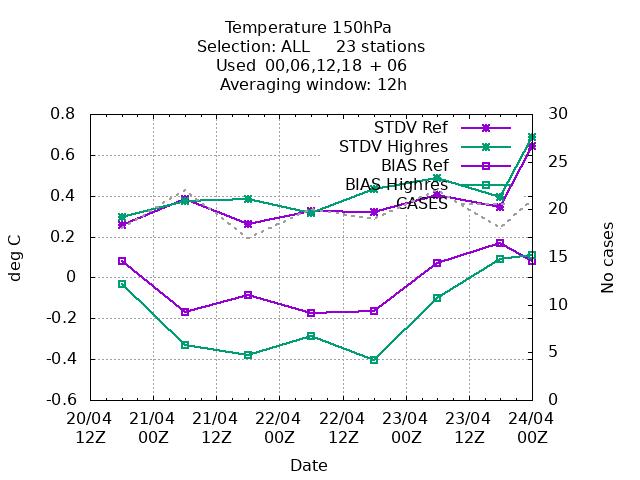 Temperature 150hPa
Selection: ALL 23 stations
Used 00,06,12,18 + 06
Averaging window: 12h
0.8
0.6
0.4
0.2
0
-0.2
-0.4
-0.6
deg C
30
25
20
15
10
5
0
No cases
STDV Ref
STDV Highres
BIAS Ref
BIAS Highres
CASES
20/04 21/04 21/04 22/04 22/04 23/04 23/04 24/04
12Z 00Z 12Z 00Z 12Z 00Z 12Z 00Z
Date